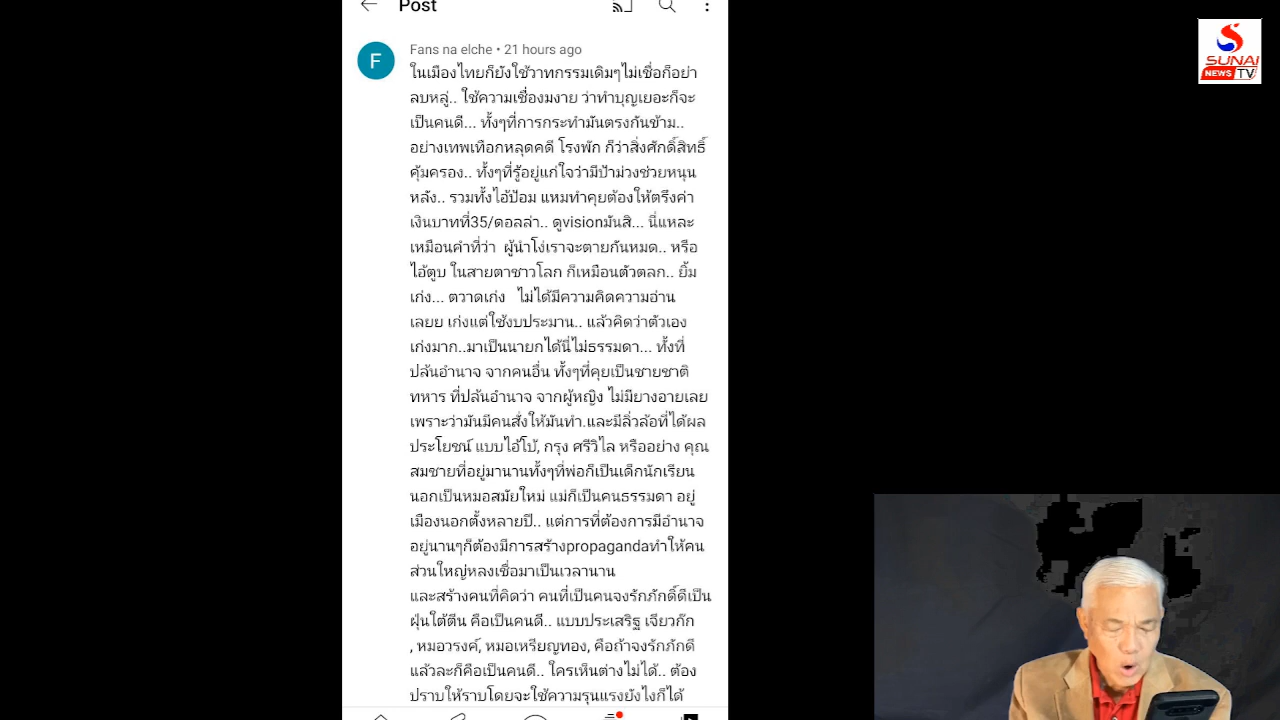 Post
SUNAI
NEWS TV
F
Fans na elche • 21 hours ago
ในเมืองไทยก็ยังใช้วาทกรรมเดิมๆไม่เชื่อก็อย่า
ลบหลู่.. ใช้ความเชื่องมงาย ว่าทำบุญเยอะก็จะ
เป็นคนดี... ทั้งๆที่การกระทำมันตรงกันข้าม..
อย่างเทพเทือกหลุดคดี โรงพัก ก็ว่าสิ่งศักดิ์สิทธิ์
คุ้มครอง.. ทั้งๆที่รู้อยู่แก่ใจว่ามีป้าม่วงช่วยหนุน
หลัง.. รวมทั้งไอ้ป้อม แหมทำคุยต้องให้ตรึงค่า
เงินบาทที่35/ดอลล่า.. ดูvisionมันสิ... นี่แหละ
เหมือนคำที่ว่า ผู้นำโง่เราจะตายกันหมด.. หรือ
ไอ้ตูบ ในสายตาชาวโลก ก็เหมือนตัวตลก.. ยิ้ม
เก่ง... ตวาดเก่ง ไม่ได้มีความคิดความอ่าน
เลยย เก่งแต่ใช้งบประมาน.. แล้วคิดว่าตัวเอง
เก่งมาก..มาเป็นนายกได้นี่ไม่ธรรมดา... ทั้งที่
ปล้นอำนาจ จากคนอื่น ทั้งๆที่คุยเป็นชายชาติ
ทหาร ที่ปล้นอำนาจ จากผู้หญิง ไม่มียางอายเลย
เพราะว่ามันมีคนสั่งให้มันทำ.และมีลิ่วล้อที่ได้ผล
ประโยชน์ แบบไอ้โบ้, กรุง ศรีวิไล หรืออย่าง คุณ
สมชายที่อยู่มานานทั้งๆที่พ่อก็เป็นเด็กนักเรียน
นอกเป็นหมอสมัยใหม่ แม่ก็เป็นคนธรรมดา อยู่
เมืองนอกตั้งหลายปี.. แต่การที่ต้องการมีอำนาจ
อยู่นานๆก็ต้องมีการสร้างpropagandaทำให้คน
ส่วนใหญ่หลงเชื่อมาเป็นเวลานาน
และสร้างคนที่คิดว่า คนที่เป็นคนจงรักภักดิ์ดีเป็น
ฝุ่นใต้ตีน คือเป็นคนดี.. แบบประเสริฐ เจียวก๊ก
, หมอวรงค์, หมอเหรียญทอง, คือถ้าจงรักภักดี
แล้วละก็คือเป็นคนดี.. ใครเห็นต่างไม่ได้.. ต้อง
ปราบให้ราบโดยจะใช้ความรุนแรงยังไงก็ได้